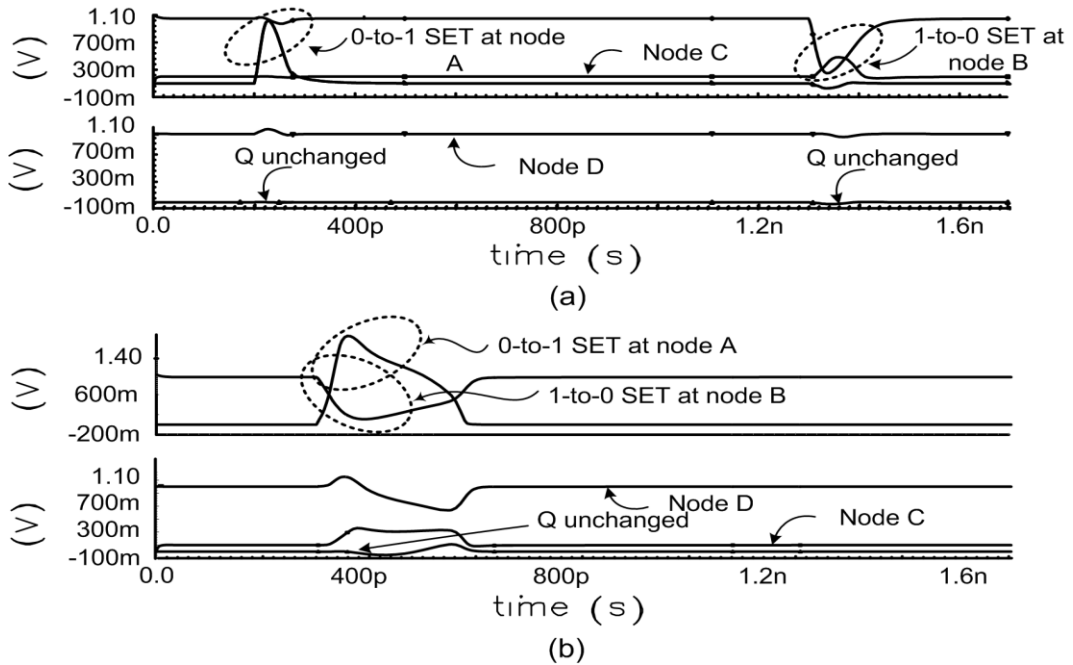 1.10
700m
300m
-100m
(V)
0-to-1 SET at node
A
Node C
1-to-0 SET at
node B
1.10
700m
300m
-100m
(V)
Q unchanged
Node D
Q unchanged
0.0 400p 800p 1.2n 1.6n
time (s)
(a)
1.40
600m
-200m
(V)
0-to-1 SET at node A
1-to-0 SET at node B
1.10
700m
300m
-100m
(V)
Node D
Q unchanged
Node C
0.0 400p 800p 1.2n 1.6n
time (s)
(b)